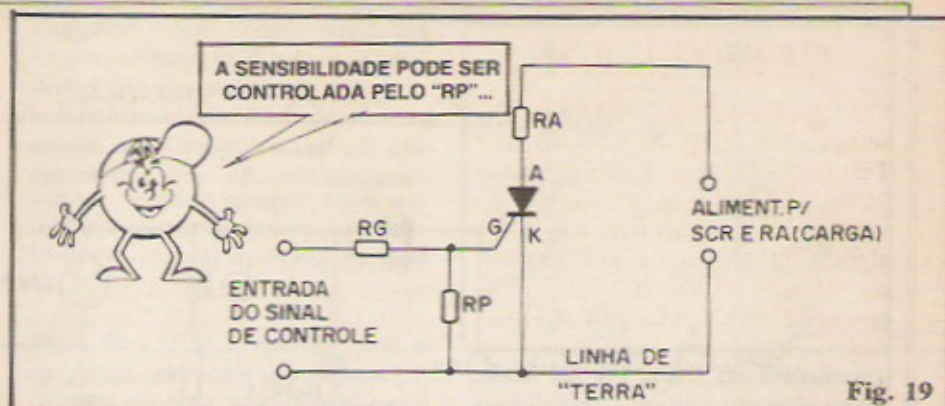 A SENSIBILIDADE PODE SER
CONTROLADA PELO "RP"...
RA
A
G
K
RG
RP
ALIMENT. P/
SCR E RA (CARGA)
ENTRADA
DO SINAL
DE CONTROLE
LINHA DE
"TERRA"
Fig. 19